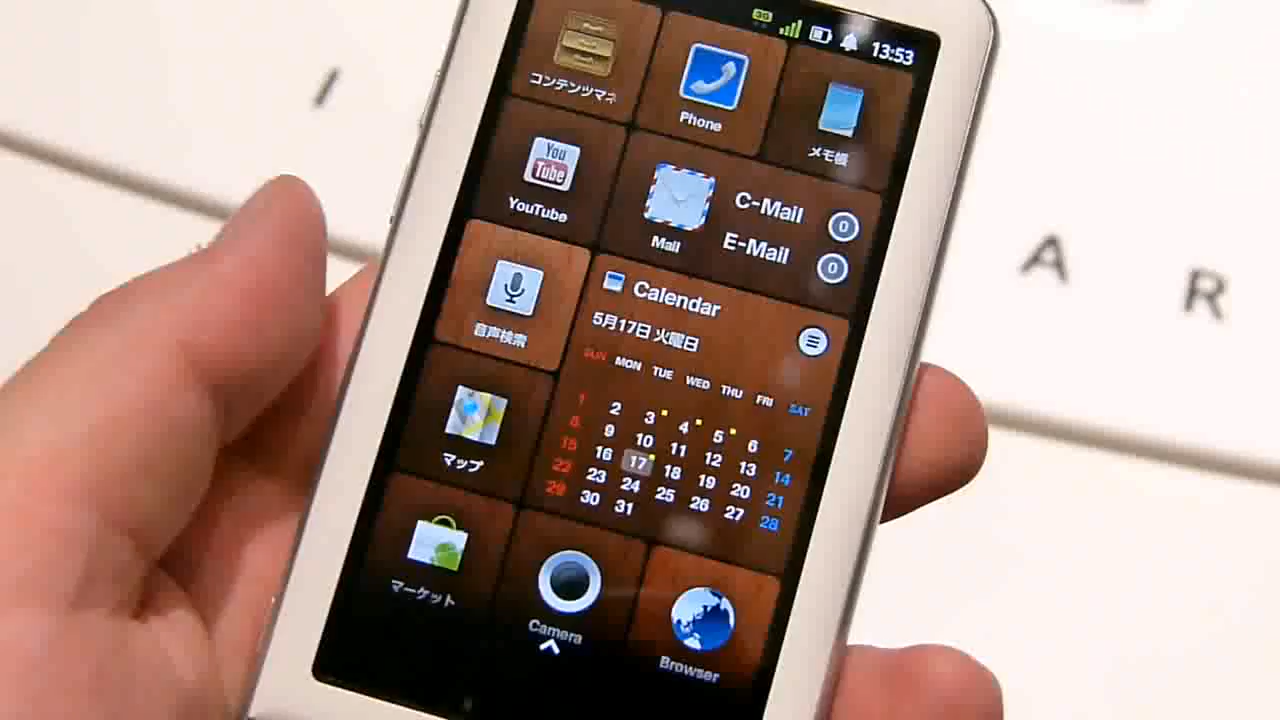 I
3G
13:53
コンテンツマネ
Phone
メモ帳
You
Tube
YouTube
Mail
C-Mail 0
E-Mail 0
音声検索
Calendar
5月17日 火曜日
SUN MON TUE WED THU FRI SAT
1 2 3 4 5 6 7
8 9 10 11 12 13 14
15 16 17 18 19 20 21
22 23 24 25 26 27 28
29 30 31
マップ
マーケット
Camera
Browser
A R